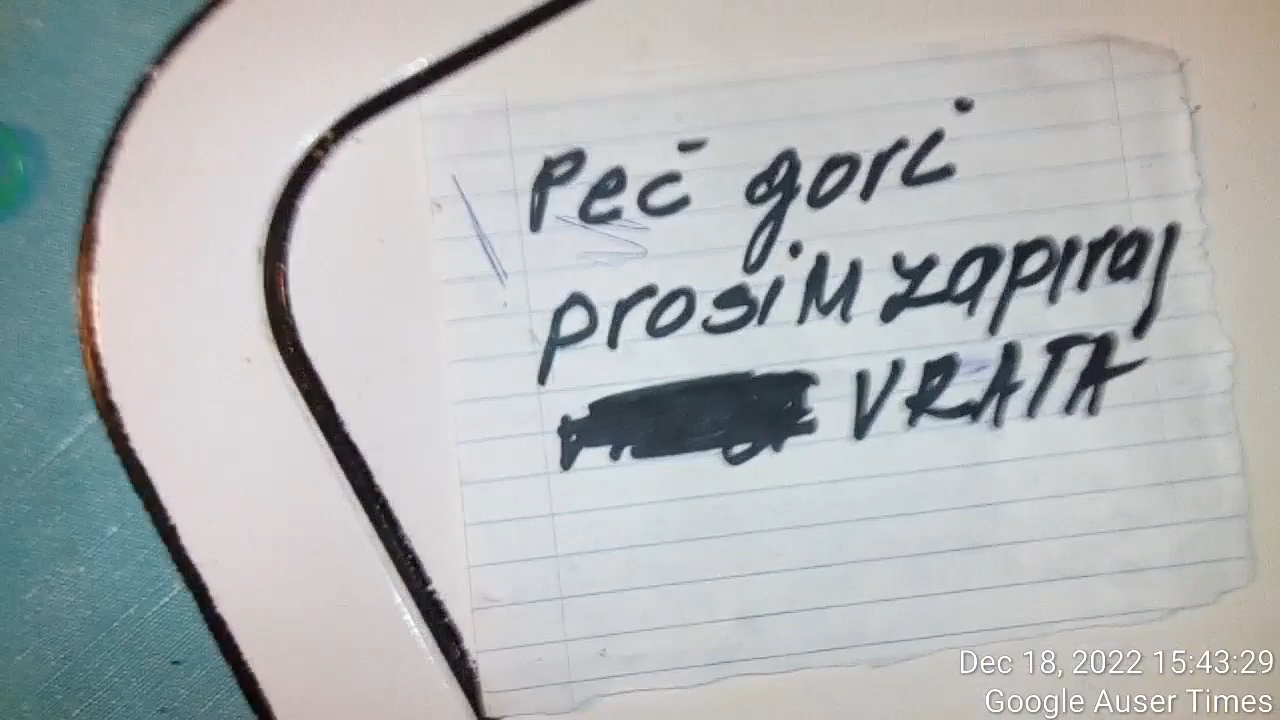 Peč gori
prosim zapiraj
VRATA
Dec 18, 2022 15:43:29
Google Auser Times